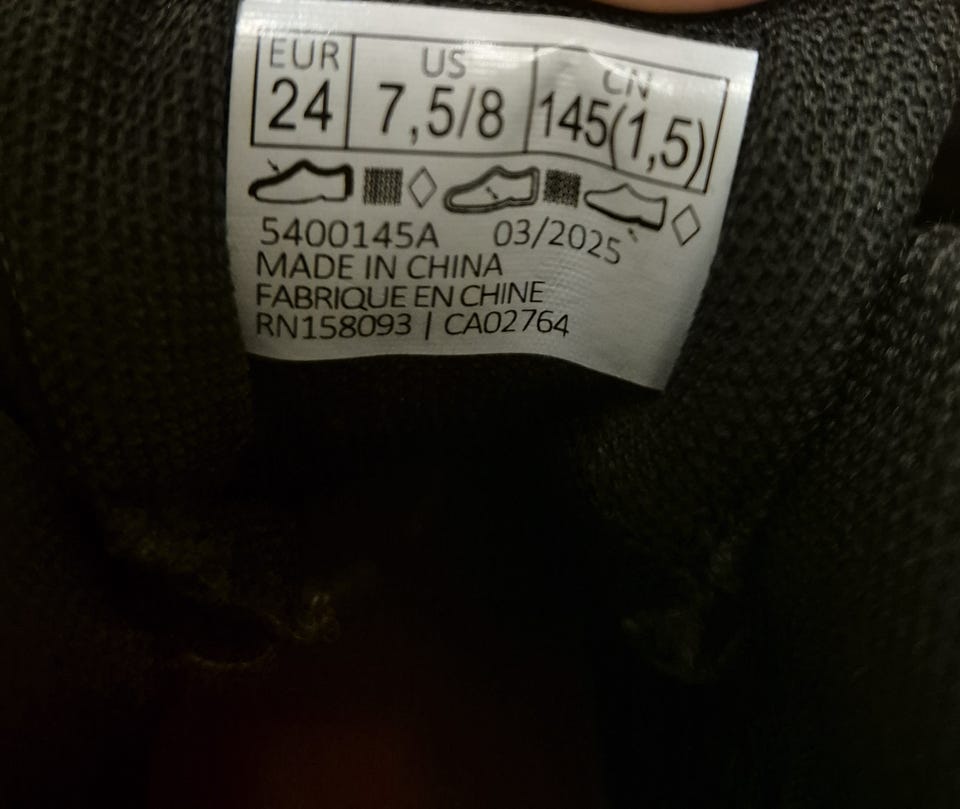 EUR US CN
24 7,5/8 145(1,5)
5400145A 03/2025
MADE IN CHINA
FABRIQUE EN CHINE
RN158093 | CA02764